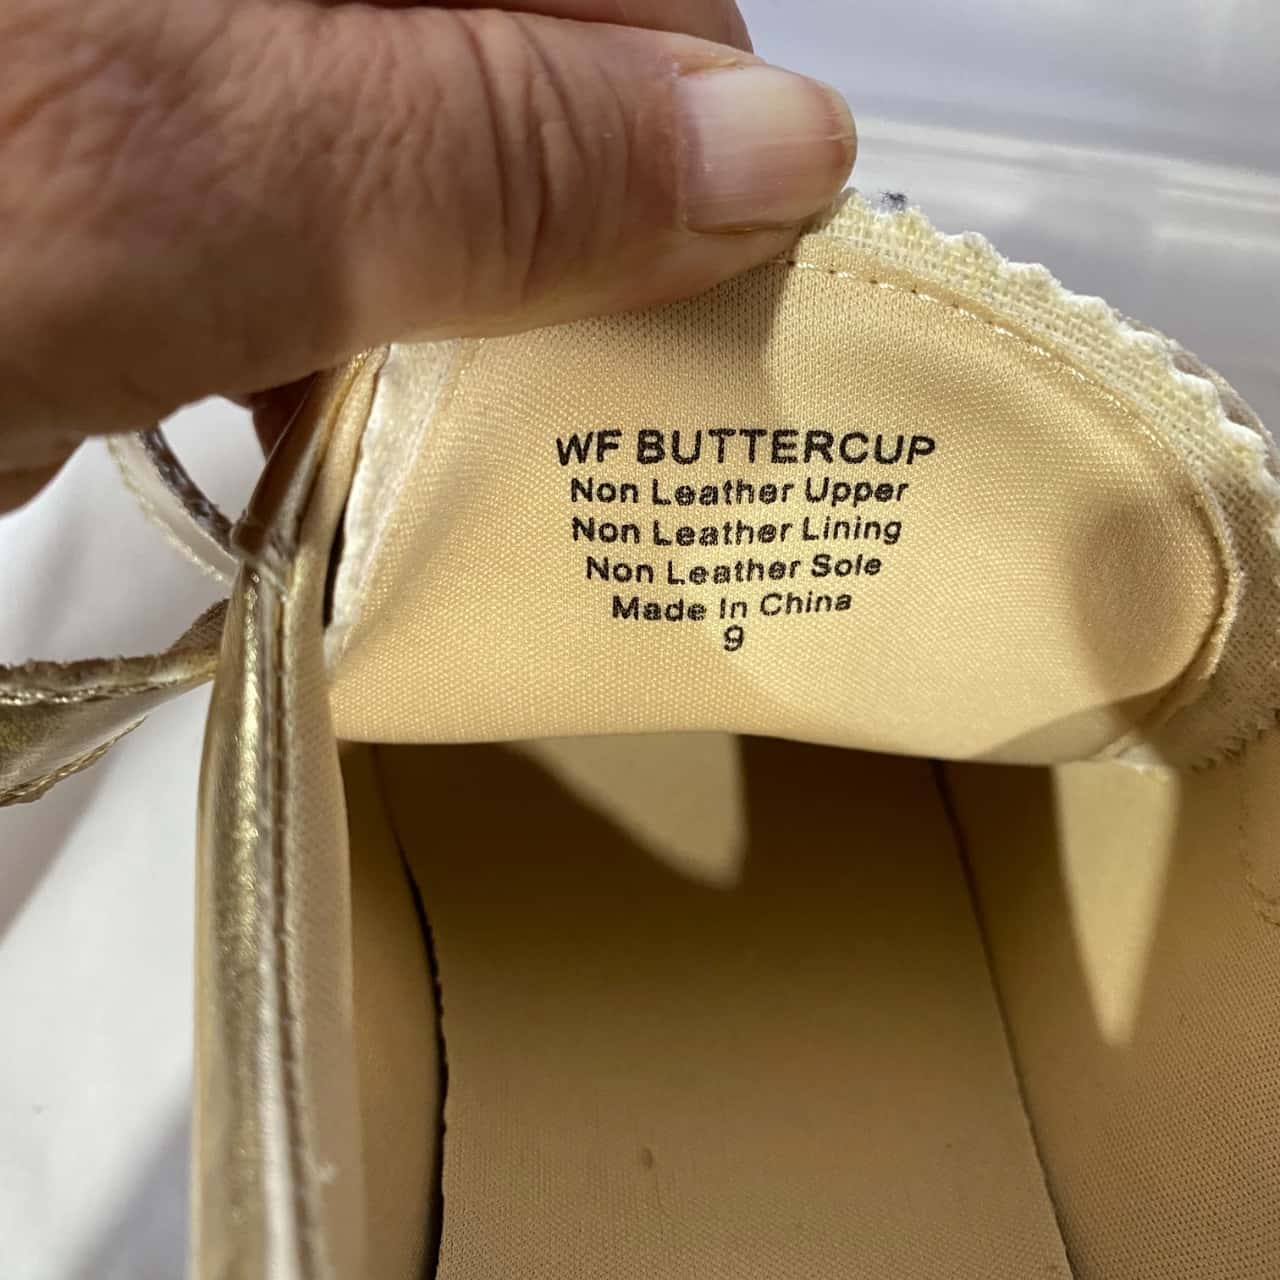 WF BUTTERCUP
Non Leather Upper
Non Leather Lining
Non Leather Sole
Made In China
9